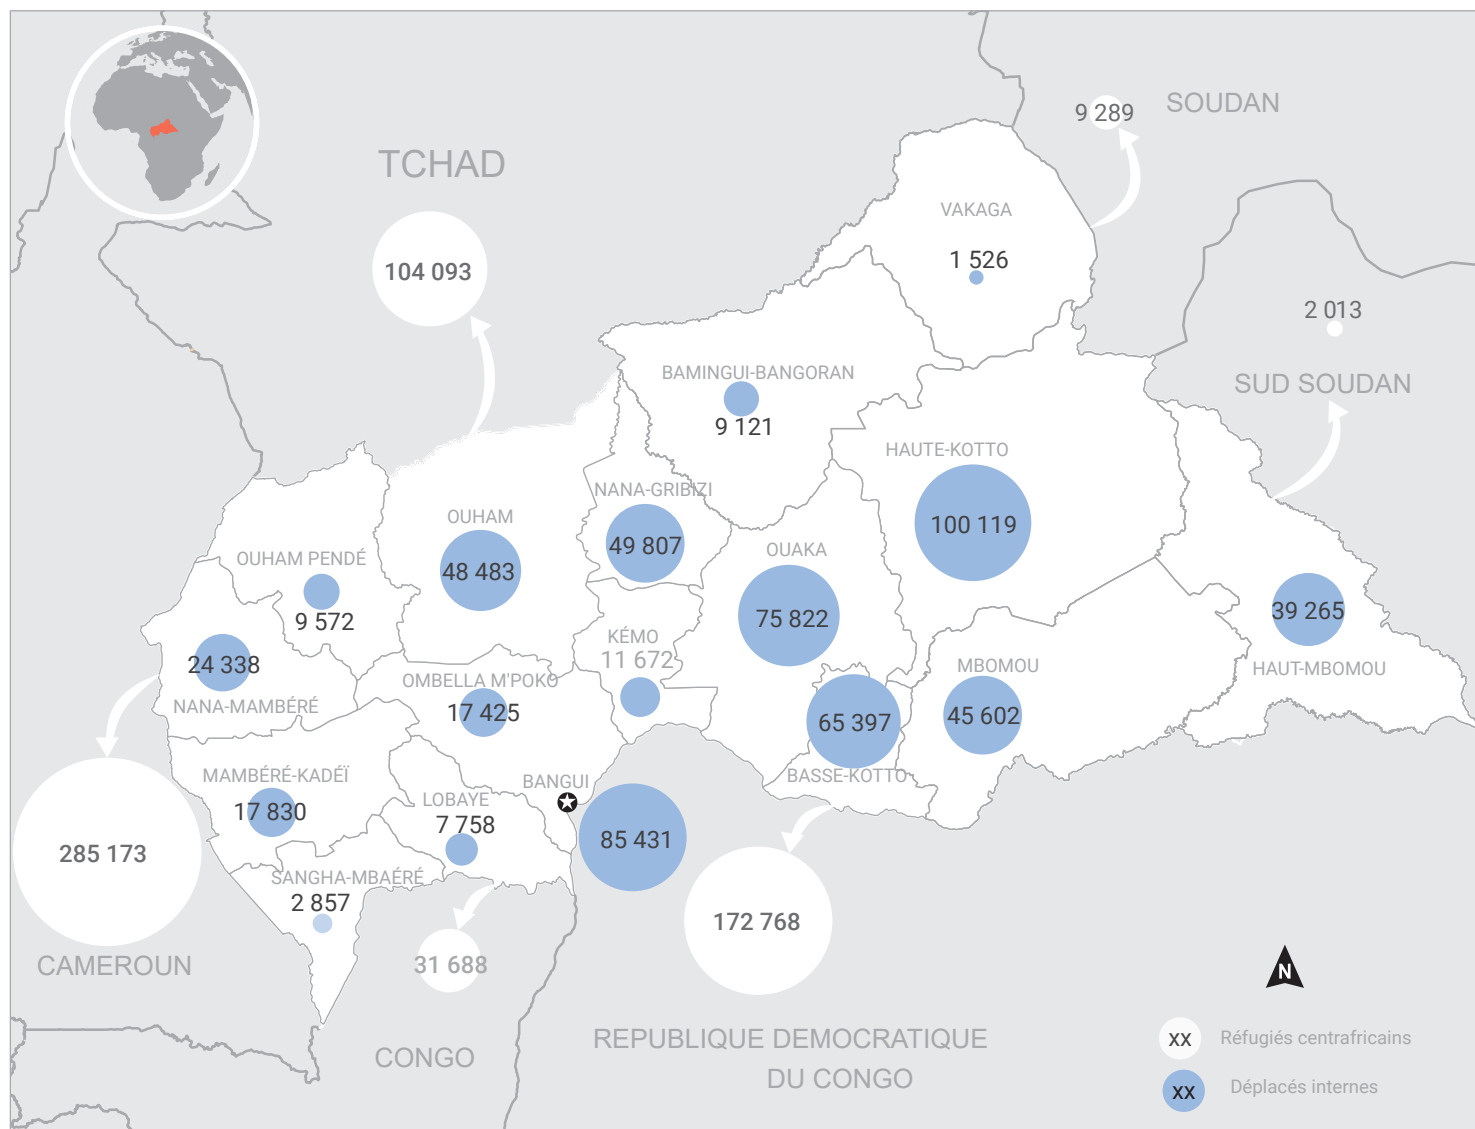 SOUDAN
9 289
TCHAD
VAKAGA
1 526
104 093
2 013
SUD SOUDAN
BAMINGUI-BANGORAN
9 121
HAUTE-KOTTO
100 119
NANA-GRIBIZI
49 807
OUHAM
48 483
OUAKA
75 822
OUHAM PENDÉ
9 572
39 265
HAUT-MBOMOU
KÉMO
11 672
24 338
NANA-MAMBÉRÉ
MBOMOU
45 602
OMBELLA M'POKO
17 425
65 397
BASSE-KOTTO
MAMBÉRÉ-KADÉÏ
17 830
BANGUI
85 431
LOBAYE
7 758
285 173
CAMEROUN
SANGHA-MBAÉRÉ
2 857
172 768
31 688
CONGO
REPUBLIQUE DEMOCRATIQUE
DU CONGO
N
XX Réfugiés centrafricains
XX Déplacés internes